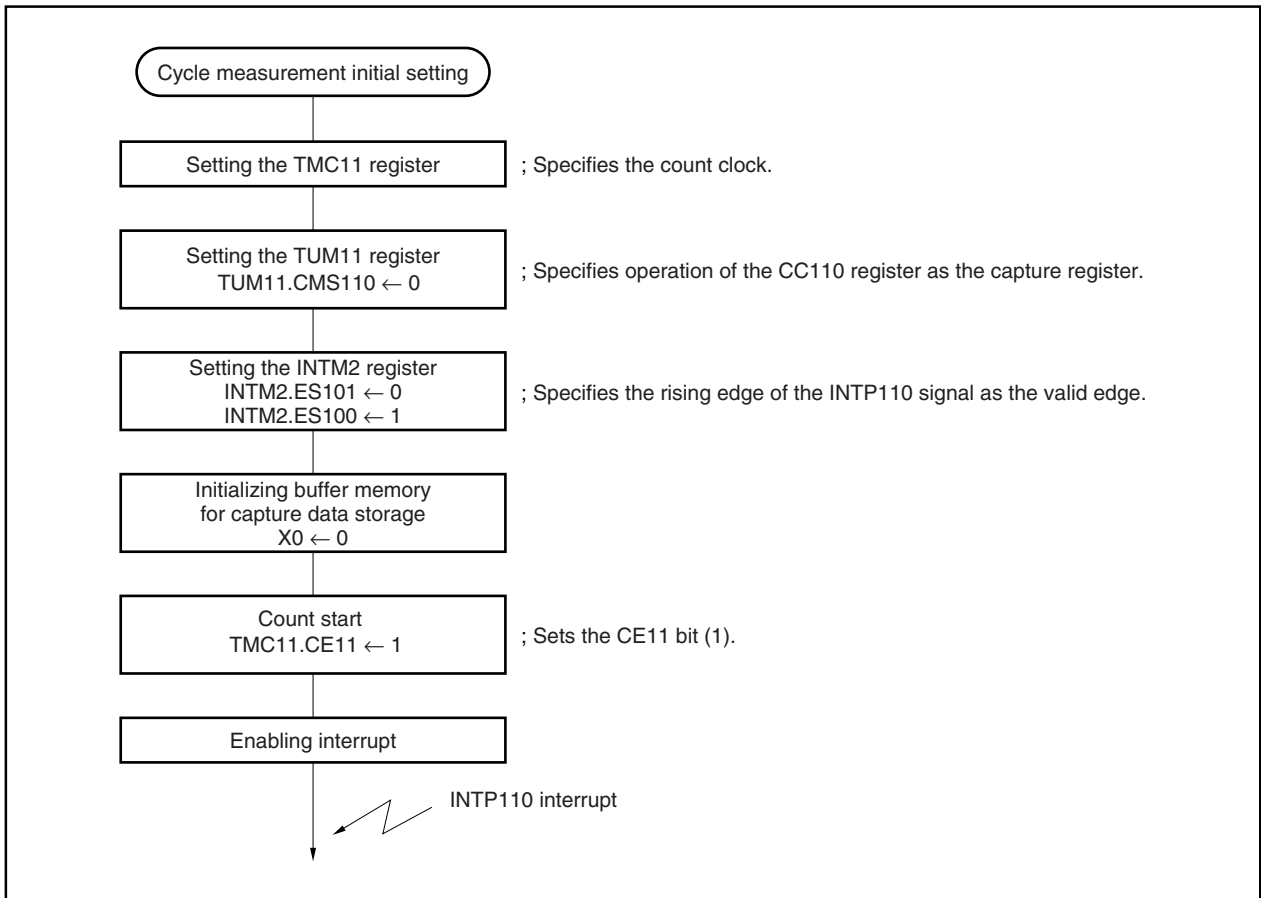 Cycle measurement initial setting
Setting the TMC11 register
; Specifies the count clock.
Setting the TUM11 register
TUM11.CMS110 ← 0
; Specifies operation of the CC110 register as the capture register.
Setting the INTM2 register
INTM2.ES101 ← 0
INTM2.ES100 ← 1
; Specifies the rising edge of the INTP110 signal as the valid edge.
Initializing buffer memory
for capture data storage
X0 ← 0
Count start
TMC11.CE11 ← 1
; Sets the CE11 bit (1).
Enabling interrupt
INTP110 interrupt